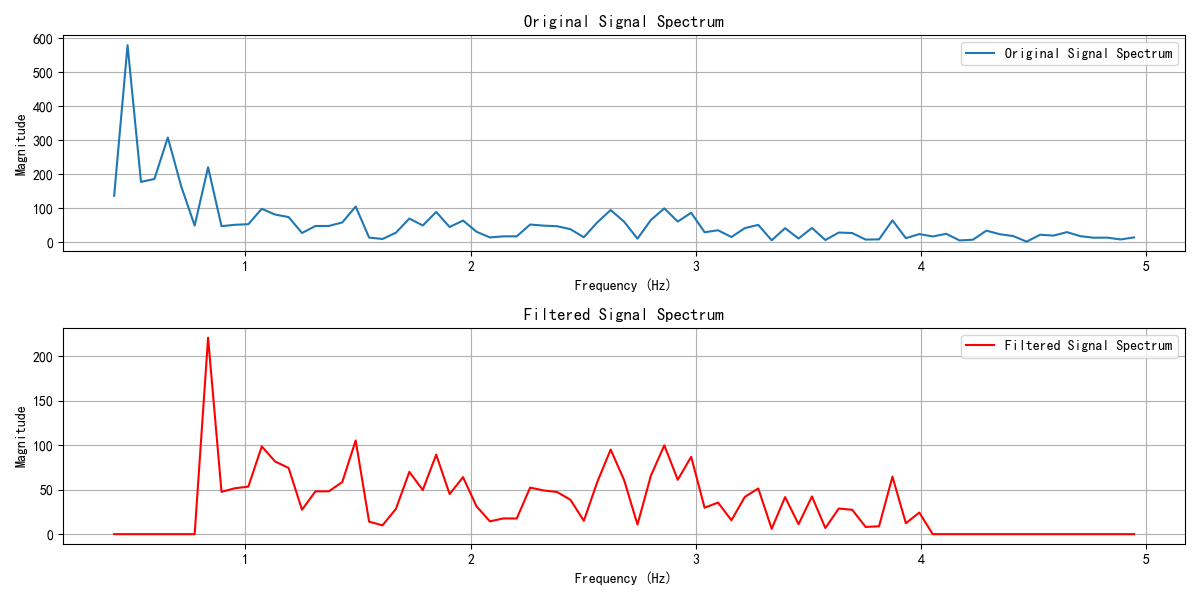 Original Signal Spectrum
600
500
400
300
200
100
0
Magnitude
Original Signal Spectrum
1
2
3
4
5
Frequency (Hz)
Filtered Signal Spectrum
200
150
100
50
0
Magnitude
Filtered Signal Spectrum
1
2
3
4
5
Frequency (Hz)